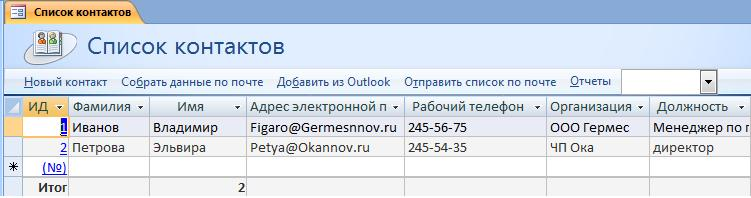 Список контактов
Список контактов
Новый контакт Собрать данные по почте Добавить из Outlook Отправить список по почте Отчеты
ИД Фамилия Имя Адрес электронной п Рабочий телефон Организация Должность
1 Иванов Владимир Figaro@Germesnnov.ru 245-56-75 ООО Гермес Менеджер по г
2 Петрова Эльвира Petya@Okannov.ru 245-54-35 ЧП Ока директор
(№)
Итог 2